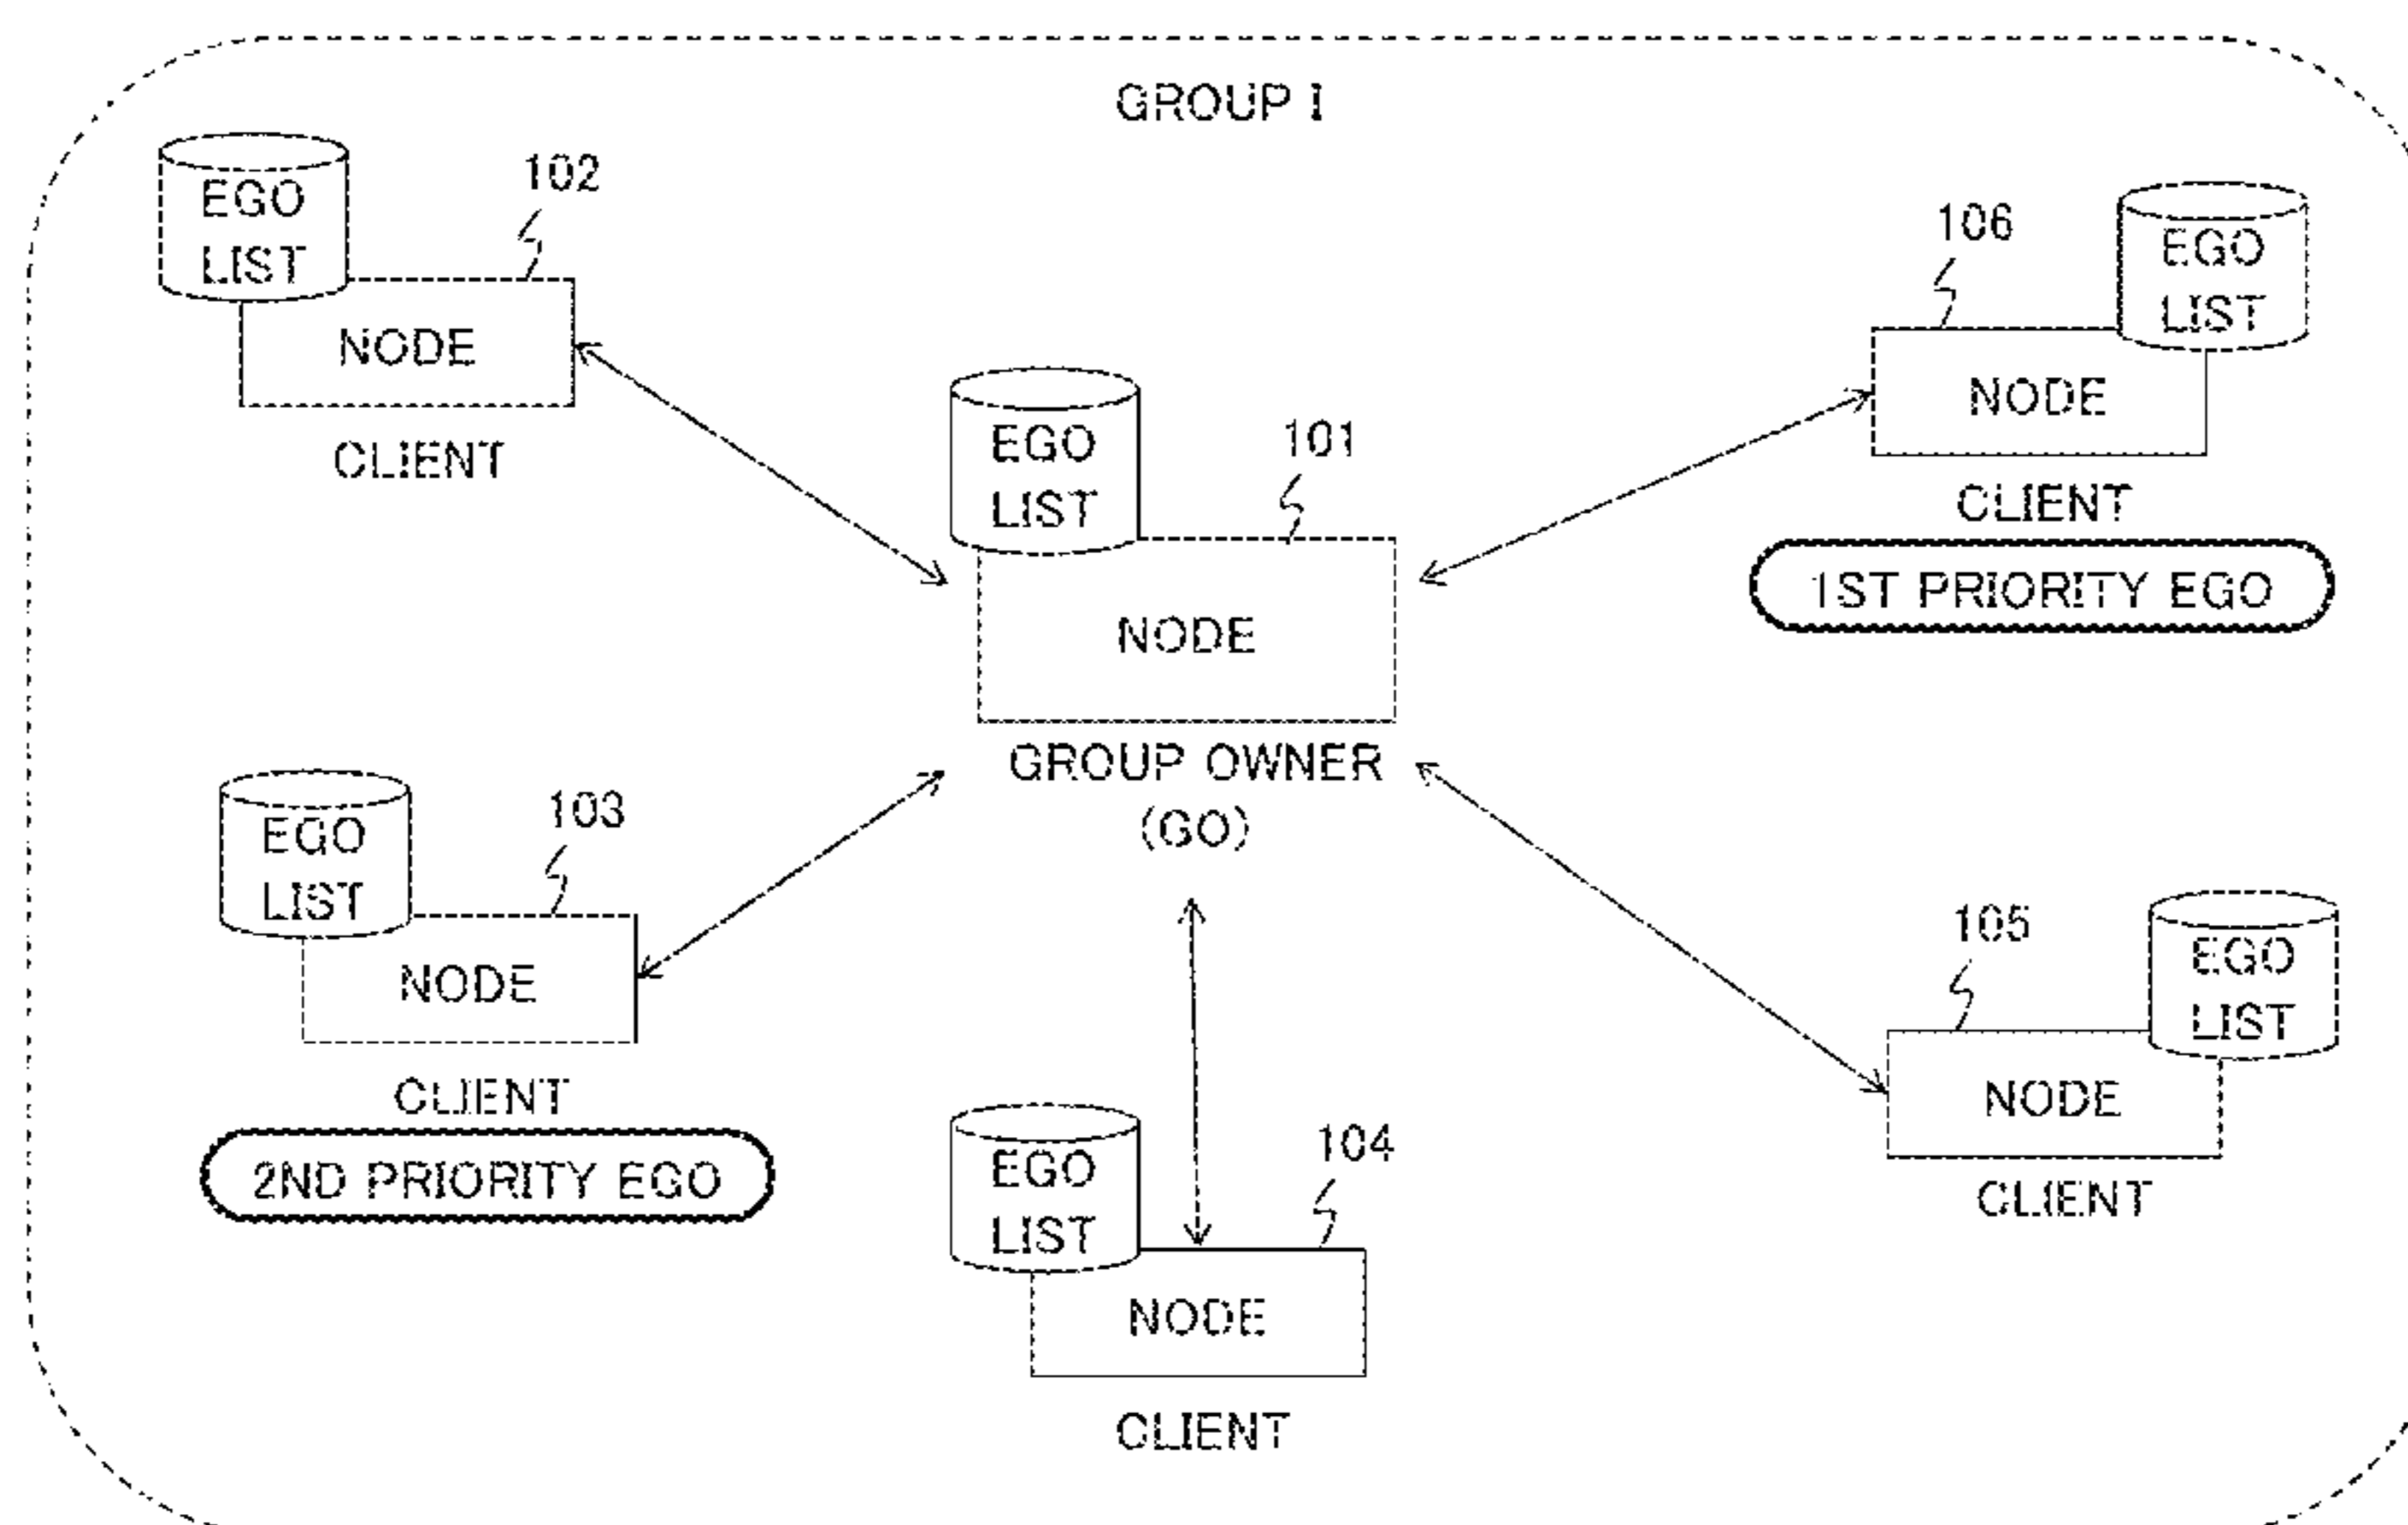 GROUP I
EGO
LIST
102
NODE
CLIENT
106
EGO
LIST
NODE
CLIENT
1ST PRIORITY EGO
EGO
LIST
101
NODE
GROUP OWNER
(GO)
EGO
LIST
103
NODE
CLIENT
2ND PRIORITY EGO
EGO
LIST
104
NODE
CLIENT
105
EGO
LIST
NODE
CLIENT